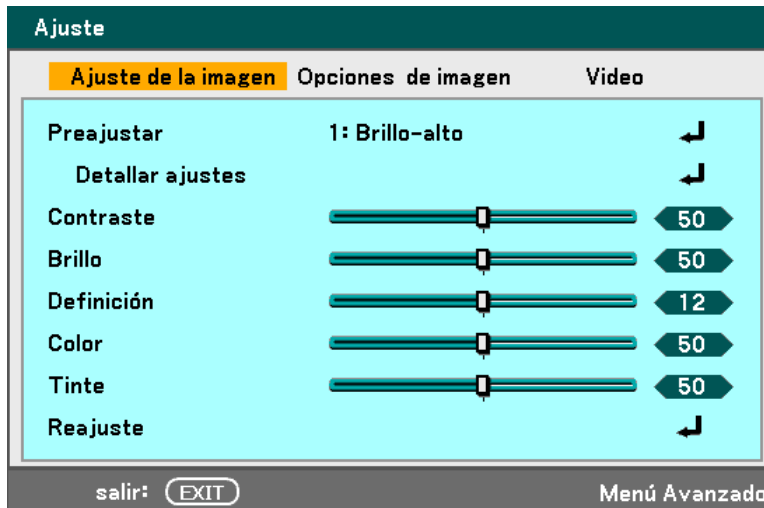 Ajuste
Ajuste de la imagen Opciones de imagen Video
Preajustar 1: Brillo-alto
Detallar ajustes
Contraste 50
Brillo 50
Definición 12
Color 50
Tinte 50
Reajuste
salir: EXIT Menú Avanzado